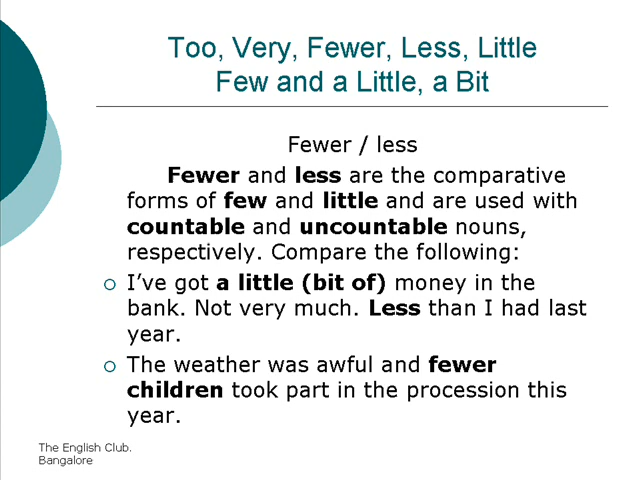 Too, Very, Fewer, Less, Little
Few and a Little, a Bit
Fewer / less
Fewer and less are the comparative
forms of few and little and are used with
countable and uncountable nouns,
respectively. Compare the following:
I’ve got a little (bit of) money in the
bank. Not very much. Less than I had last
year.
The weather was awful and fewer
children took part in the procession this
year.
The English Club.
Bangalore